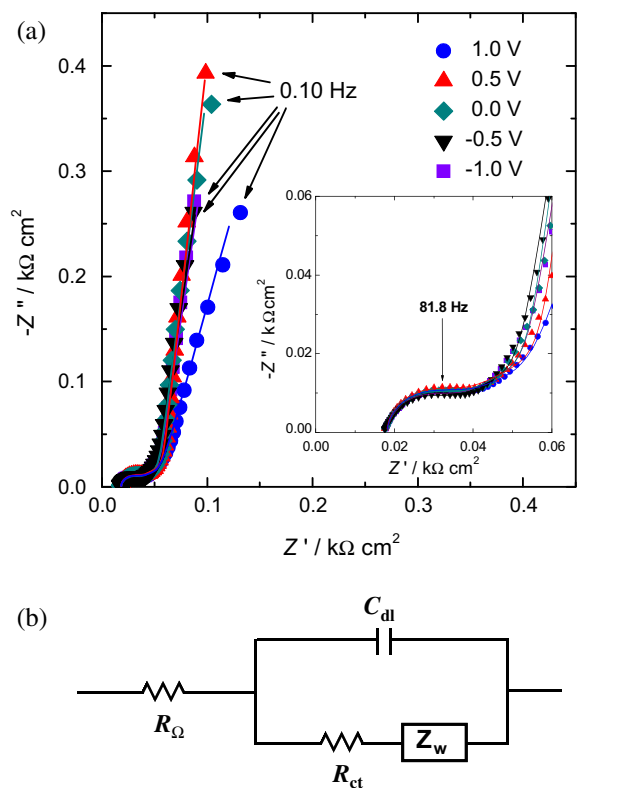 (a)
1.0 V
0.5 V
0.0 V
-0.5 V
-1.0 V
0.10 Hz
-Z'' / kΩ cm²
0.4
0.3
0.2
0.1
0.0
0.0 0.1 0.2 0.3 0.4
Z' / kΩ cm²
81.8 Hz
-Z'' / kΩcm²
0.06
0.04
0.02
0.00
0.00 0.02 0.04 0.06
Z' / kΩ cm²
(b)
C_dl
R_Ω
Z_w
R_ct